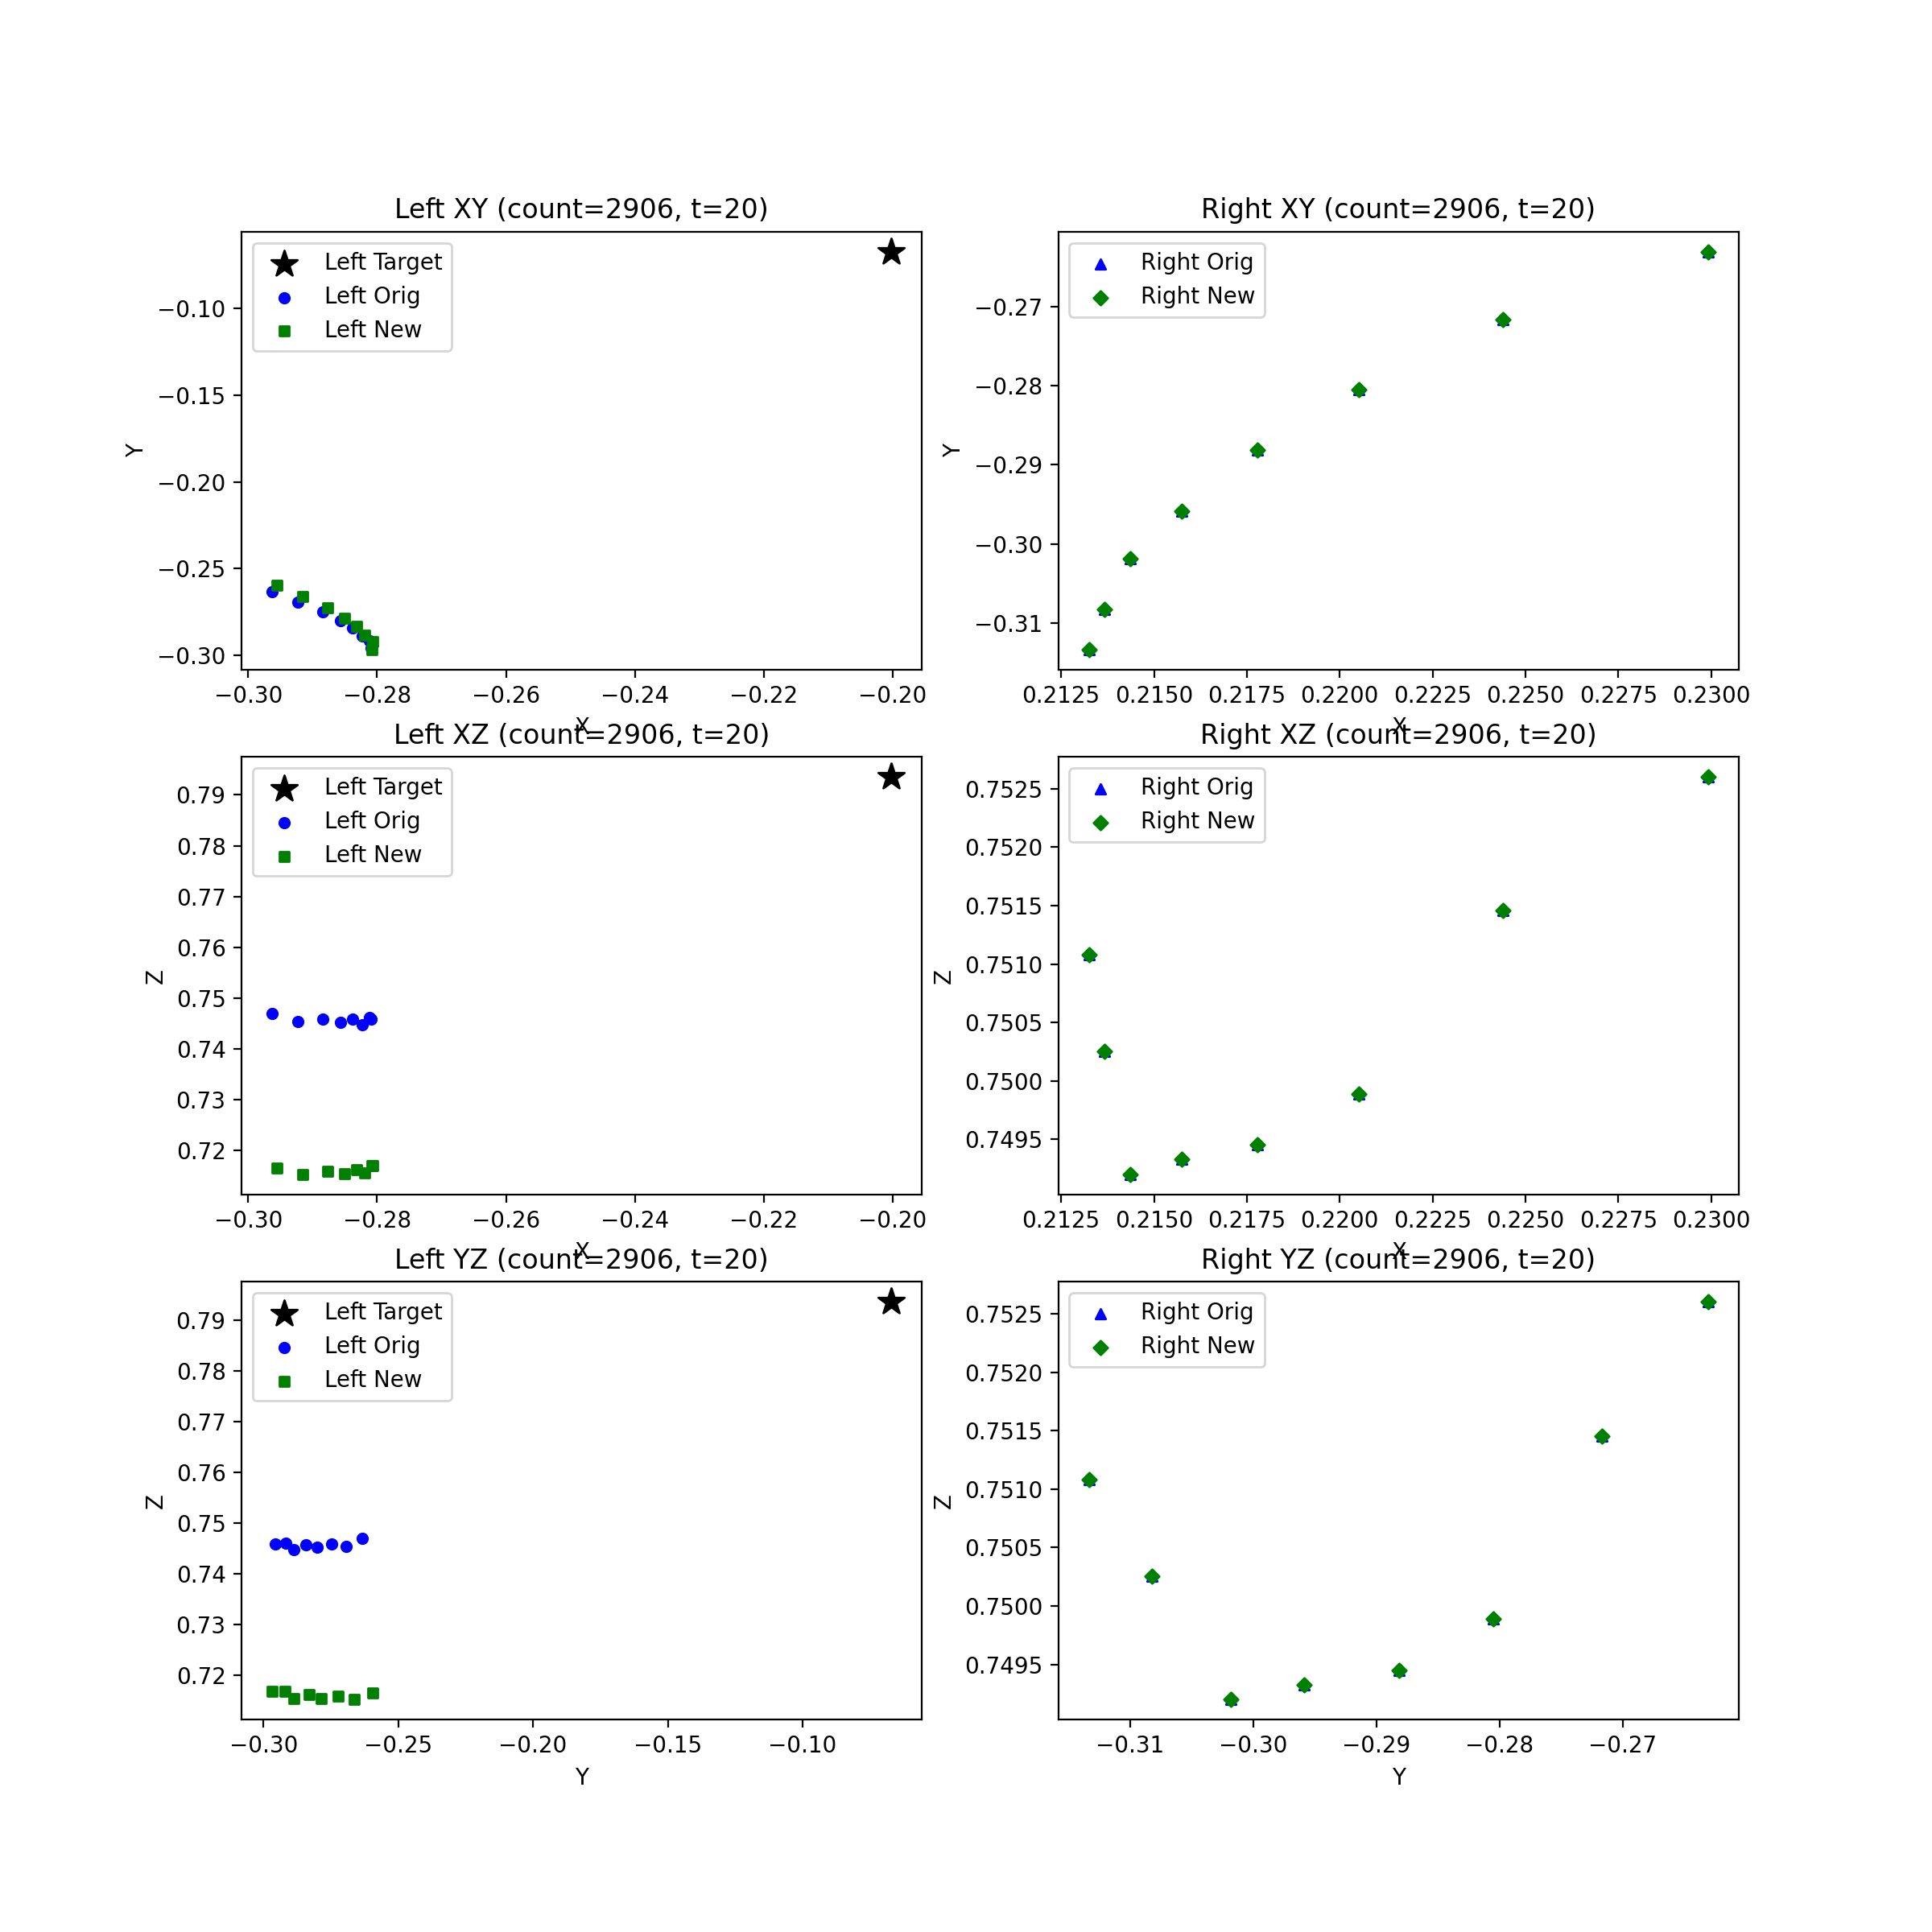 Left XY (count=2906, t=20)
Left Target
Left Orig
Left New
Y
−0.10
−0.15
−0.20
−0.25
−0.30
−0.30 −0.28 −0.26 −0.24 −0.22 −0.20
X
Right XY (count=2906, t=20)
Right Orig
Right New
Y
−0.27
−0.28
−0.29
−0.30
−0.31
0.2125 0.2150 0.2175 0.2200 0.2225 0.2250 0.2275 0.2300
X
Left XZ (count=2906, t=20)
Left Target
Left Orig
Left New
Z
0.79
0.78
0.77
0.76
0.75
0.74
0.73
0.72
−0.30 −0.28 −0.26 −0.24 −0.22 −0.20
X
Right XZ (count=2906, t=20)
Right Orig
Right New
Z
0.7525
0.7520
0.7515
0.7510
0.7505
0.7500
0.7495
0.2125 0.2150 0.2175 0.2200 0.2225 0.2250 0.2275 0.2300
X
Left YZ (count=2906, t=20)
Left Target
Left Orig
Left New
Z
0.79
0.78
0.77
0.76
0.75
0.74
0.73
0.72
−0.30 −0.25 −0.20 −0.15 −0.10
Y
Right YZ (count=2906, t=20)
Right Orig
Right New
Z
0.7525
0.7520
0.7515
0.7510
0.7505
0.7500
0.7495
−0.31 −0.30 −0.29 −0.28 −0.27
Y